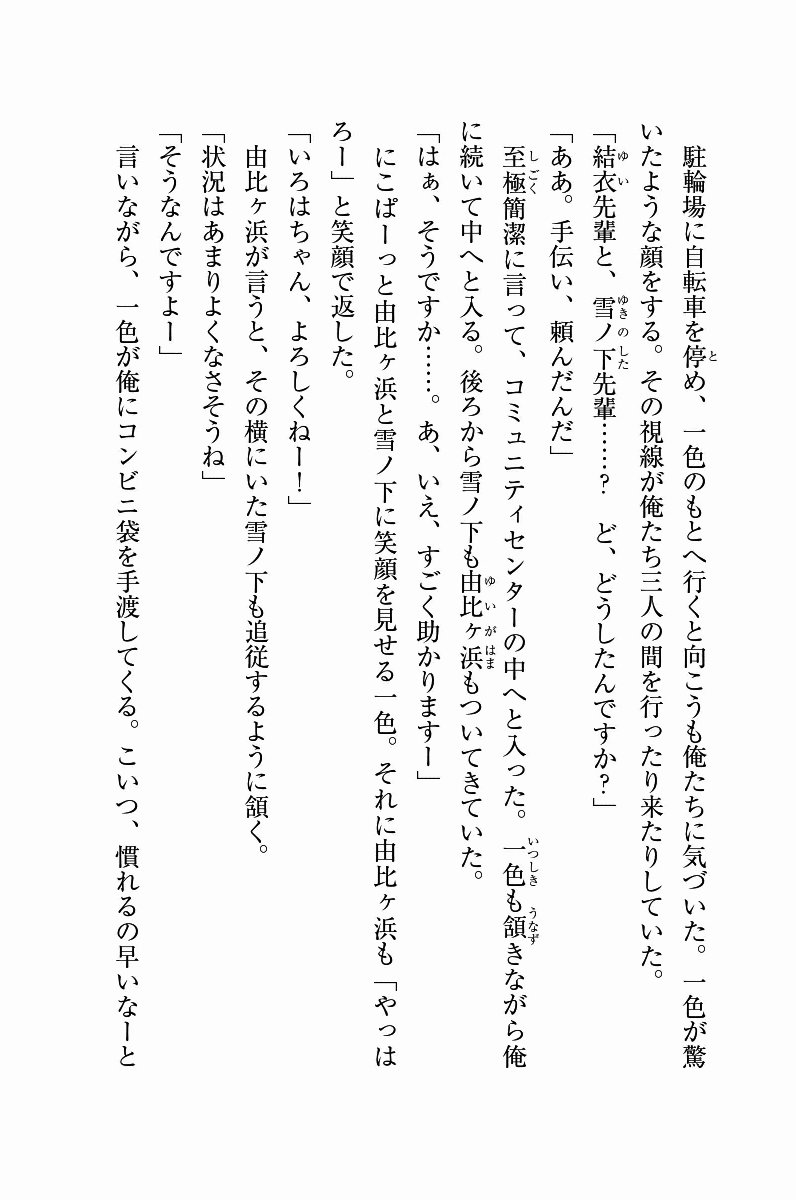 駐輪場に自転車を停め、一色のもとへ行くと向こうも俺たちに気づいた。一色が驚
いたような顔をする。その視線が俺たち三人の間を行ったり来たりしていた。
「結衣先輩と、雪ノ下先輩……？　ど、どうしたんですか？」
「ああ。手伝い、頼んだんだ」
至極簡潔に言って、コミュニティセンターの中へと入った。一色も頷きながら俺
に続いて中へと入る。後ろから雪ノ下も由比ヶ浜もついてきていた。
「はぁ、そうですか……。あ、いえ、すごく助かりますー」
にこぱーっと由比ヶ浜と雪ノ下に笑顔を見せる一色。それに由比ヶ浜も「やっは
ろー」と笑顔で返した。
「いろはちゃん、よろしくねー！」
由比ヶ浜が言うと、その横にいた雪ノ下も追従するように頷く。
「状況はあまりよくなさそうね」
「そうなんですよー」
言いながら、一色が俺にコンビニ袋を手渡してくる。こいつ、慣れるの早いなーと